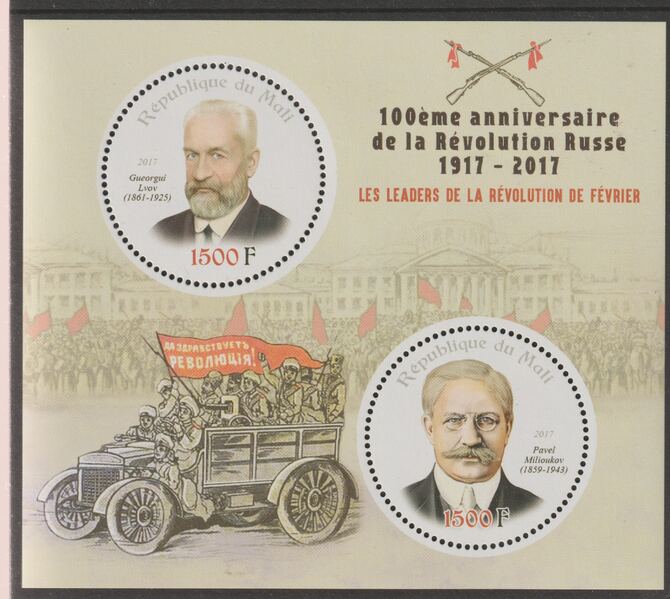 République du Mali
2017
Gueorgui
Lvov
(1861-1925)
1500 F
100ème anniversaire
de la Révolution Russe
1917 - 2017
LES LEADERS DE LA RÉVOLUTION DE FÉVRIER
ДА ЗДРАВСТВУЕТЪ
РЕВОЛЮЦІЯ!
République du Mali
2017
Pavel
Milioukov
(1859-1943)
1500 F